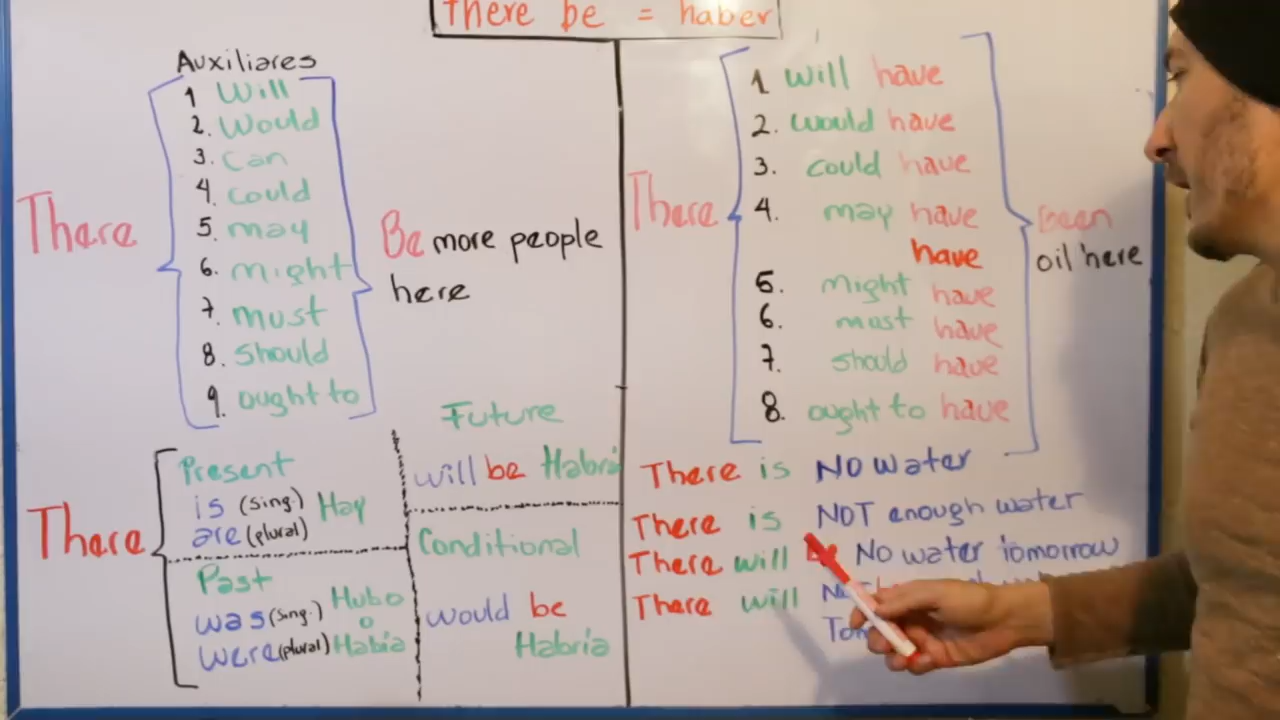 There be = haber
Auxiliares
There
1 Will
2. Would
3. Can
4. could
5. may
6. might
7. must
8. should
9. ought to
Be more people
here
There
1 will have
2. would have
3. could have
4. may have
have
5. might have
6. must have
7. should have
8. ought to have
Been
oil here
There
Present
is (sing.) Hay
are (plural)
Past
was (sing.) Hubo
o
were (plural) Habia
Future
will be Habria
Conditional
would be
Habria
There is NO water
There is NOT enough water
There will Be NO water tomorrow
There will